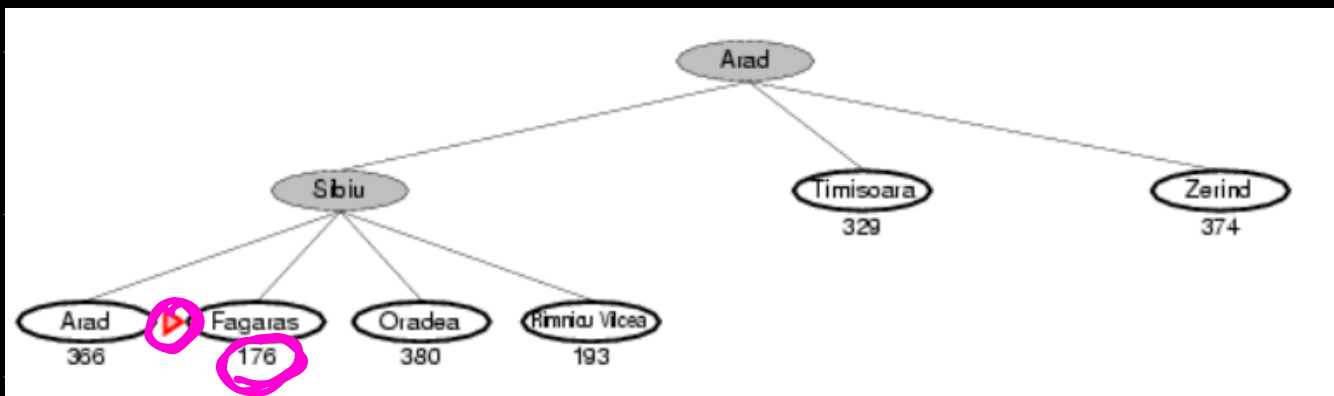 Arad
Sibiu Timisoara Zerind
329 374
Arad Fagaras Oradea Rimnicu Vilcea
366 176 380 193